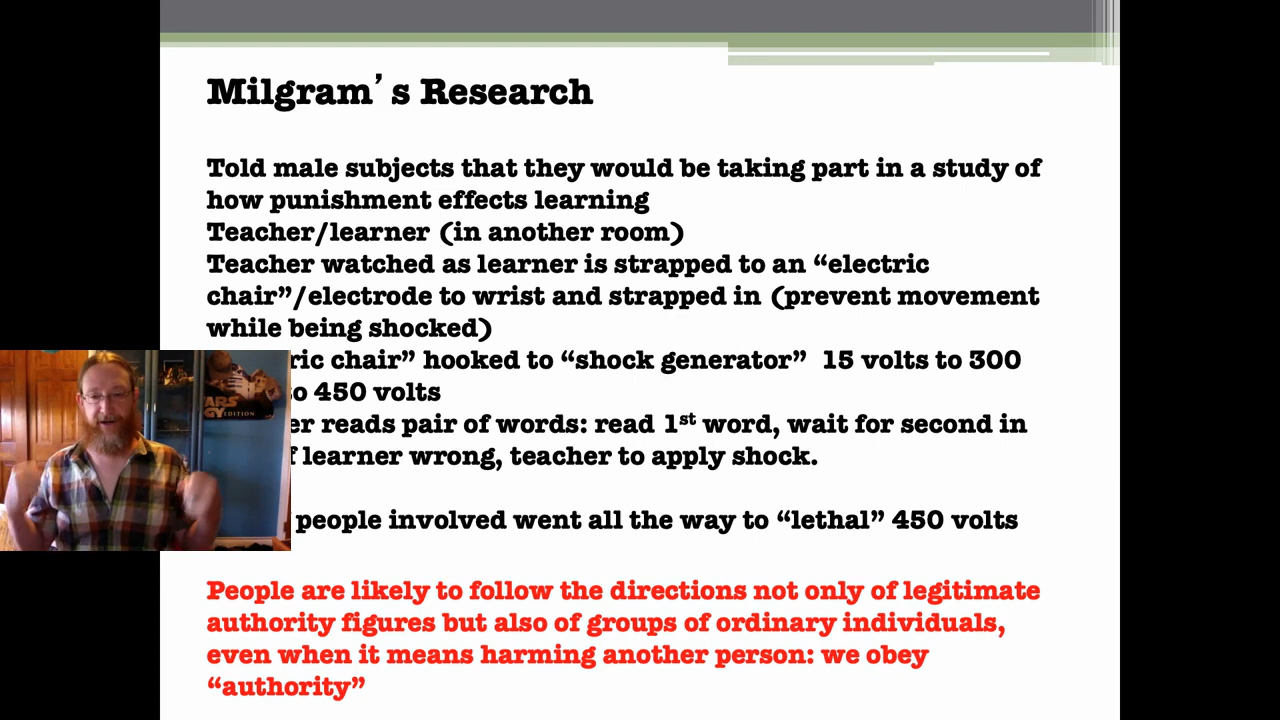 Milgram’s Research
Told male subjects that they would be taking part in a study of
how punishment effects learning
Teacher/learner (in another room)
Teacher watched as learner is strapped to an “electric
chair”/electrode to wrist and strapped in (prevent movement
while being shocked)
chair” hooked to “shock generator” 15 volts to 300
to 450 volts
reads pair of words: read 1st word, wait for second in
learner wrong, teacher to apply shock.
people involved went all the way to “lethal” 450 volts
People are likely to follow the directions not only of legitimate
authority figures but also of groups of ordinary individuals,
even when it means harming another person: we obey
“authority”
EDITION